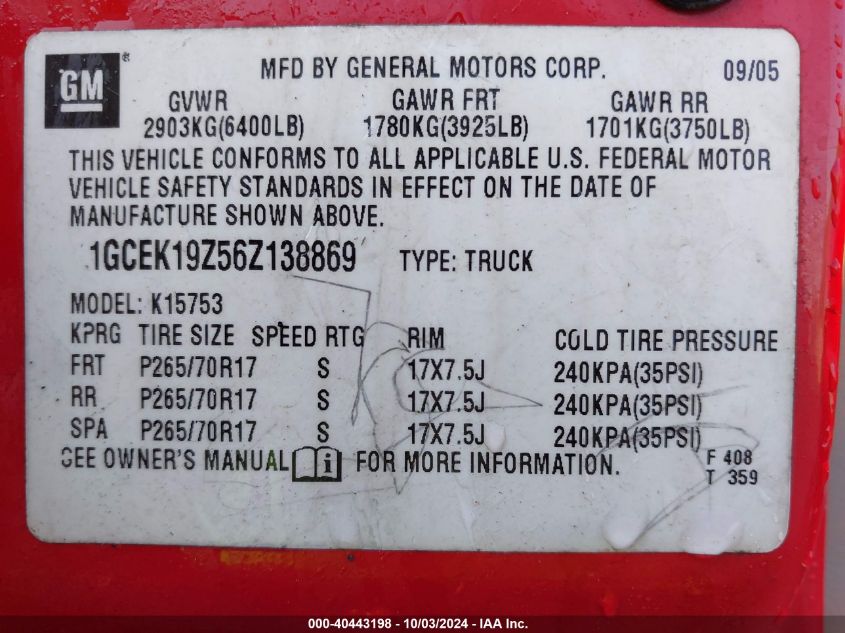 GM ®
MFD BY GENERAL MOTORS CORP. 09/05
GVWR GAWR FRT GAWR RR
2903KG(6400LB) 1780KG(3925LB) 1701KG(3750LB)
THIS VEHICLE CONFORMS TO ALL APPLICABLE U.S. FEDERAL MOTOR
VEHICLE SAFETY STANDARDS IN EFFECT ON THE DATE OF
MANUFACTURE SHOWN ABOVE.
1GCEK19Z56Z138869 TYPE: TRUCK
MODEL: K15753
KPRG TIRE SIZE SPEED RTG RIM COLD TIRE PRESSURE
FRT P265/70R17 S 17X7.5J 240KPA(35PSI)
RR P265/70R17 S 17X7.5J 240KPA(35PSI)
SPA P265/70R17 S 17X7.5J 240KPA(35PSI)
SEE OWNER'S MANUAL i FOR MORE INFORMATION.
F 408
T 359
000-40443198 - 10/03/2024 - IAA Inc.